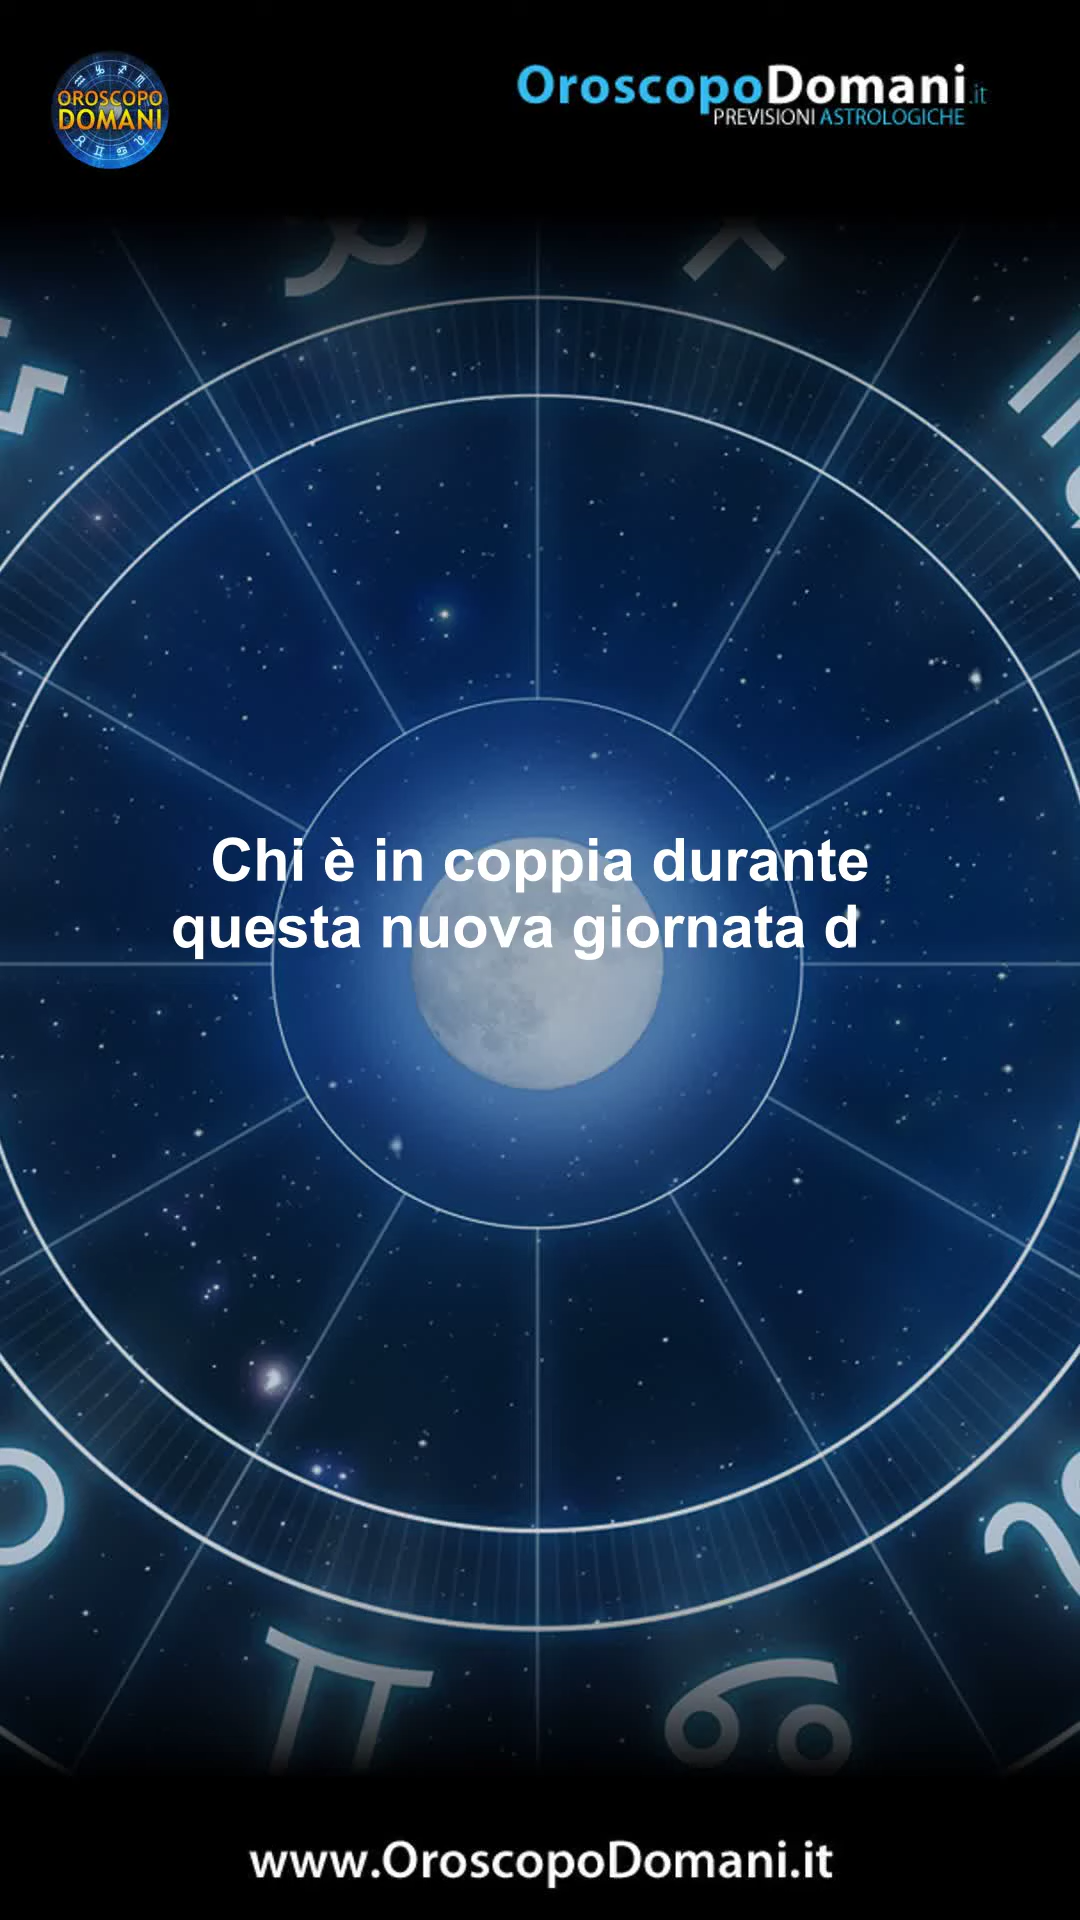 OROSCOPO
DOMANI
OroscopoDomani.it
PREVISIONI ASTROLOGICHE
Chi è in coppia durante
questa nuova giornata d
www.OroscopoDomani.it